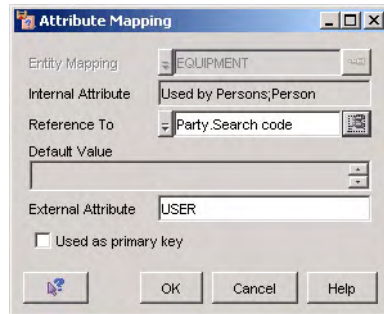 Attribute Mapping
Entity Mapping EQUIPMENT
Internal Attribute Used by Persons;Person
Reference To Party.Search code
Default Value
External Attribute USER
Used as primary key
OK Cancel Help